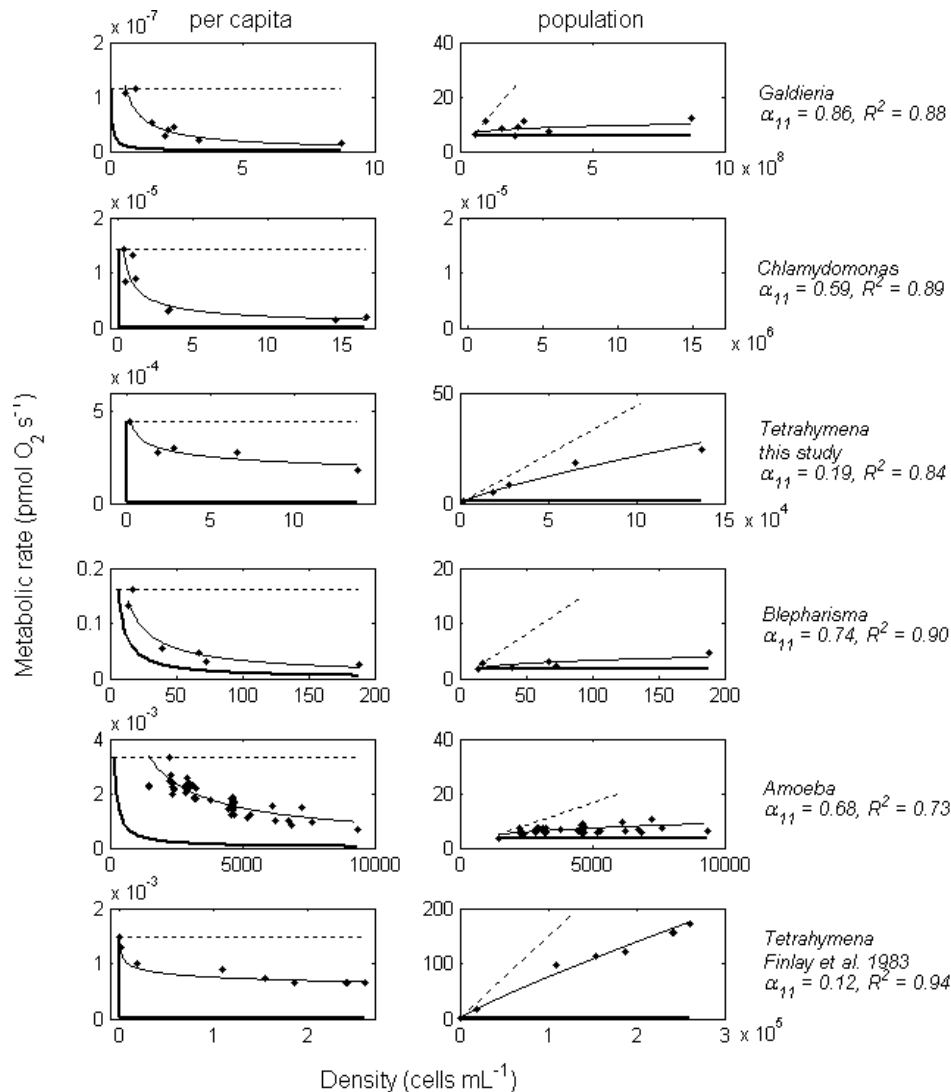 per capita
population
Metabolic rate (pmol O2 s-1)
x 10-7
2
1
0
0 5 10
40
20
0
0 5 10
x 10 8
Galdieria
α11 = 0.86, R2 = 0.88
x 10-5
2
1
0
0 5 10 15
x 10-5
2
1
0
0 5 10 15
x 10 6
Chlamydomonas
α11 = 0.59, R2 = 0.89
x 10-4
5
0
0 5 10
50
0
0 5 10 15
x 10 4
Tetrahymena
this study
α11 = 0.19, R2 = 0.84
0.2
0.1
0
0 50 100 150 200
20
10
0
0 50 100 150 200
Blepharisma
α11 = 0.74, R2 = 0.90
x 10-3
4
2
0
0 5000 10000
40
20
0
0 5000 10000
Amoeba
α11 = 0.68, R2 = 0.73
x 10-3
2
1
0
0 1 2
200
100
0
0 1 2 3
x 10 5
Tetrahymena
Finlay et al. 1983
α11 = 0.12, R2 = 0.94
Density (cells mL-1)